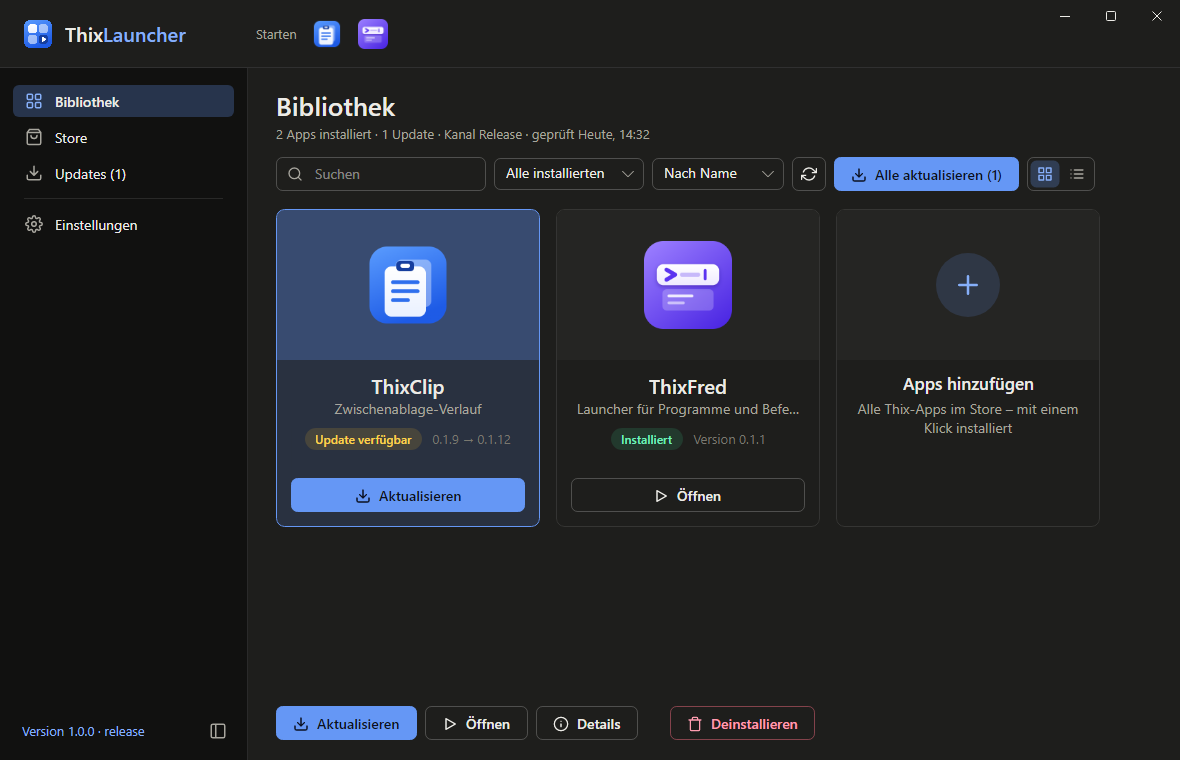 ThixLauncher
Starten
Bibliothek
Store
Updates (1)
Einstellungen
Version 1.0.0 · release
Bibliothek
2 Apps installiert · 1 Update · Kanal Release · geprüft Heute, 14:32
Suchen
Alle installierten
Nach Name
Alle aktualisieren (1)
ThixClip
Zwischenablage-Verlauf
Update verfügbar 0.1.9 → 0.1.12
Aktualisieren
ThixFred
Launcher für Programme und Befe...
Installiert Version 0.1.1
Öffnen
Apps hinzufügen
Alle Thix-Apps im Store – mit einem
Klick installiert
Aktualisieren
Öffnen
Details
Deinstallieren